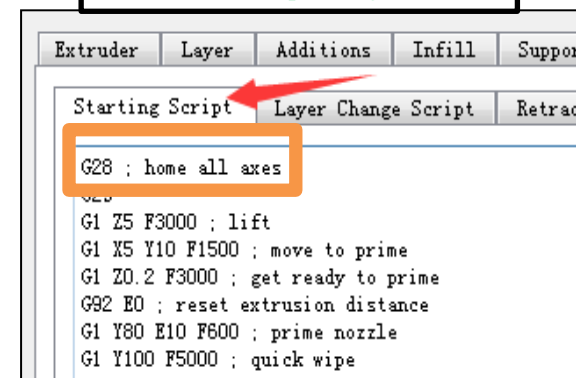 Extruder Layer Additions Infill Suppor
Starting Script Layer Change Script Retrac
G28 ; home all axes
G1 Z5 F3000 ; lift
G1 X5 Y10 F1500 ; move to prime
G1 Z0.2 F3000 ; get ready to prime
G92 E0 ; reset extrusion distance
G1 Y80 E10 F600 ; prime nozzle
G1 Y100 F5000 ; quick wipe